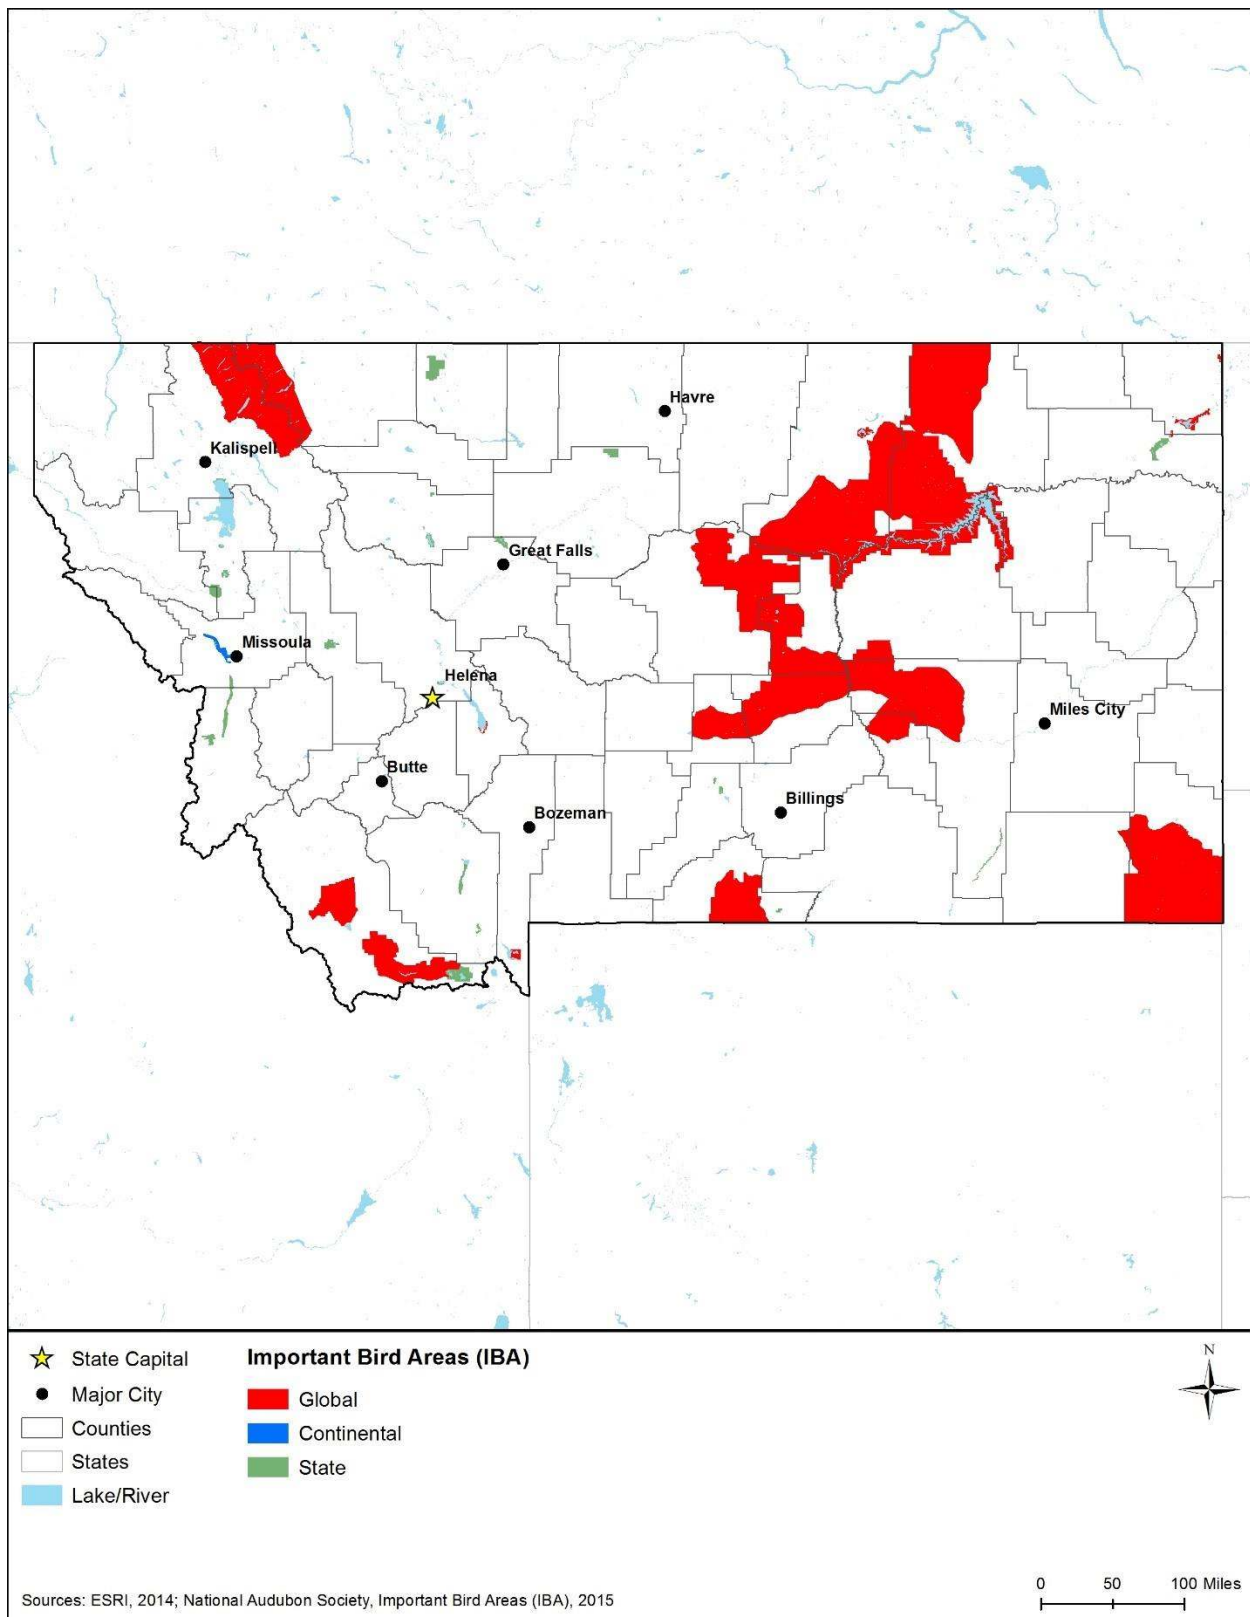 Havre
Kalispell
Great Falls
Missoula
Helena
Miles City
Butte
Billings
Bozeman
State Capital
Major City
Counties
States
Lake/River
Important Bird Areas (IBA)
Global
Continental
State
N
0 50 100 Miles
Sources: ESRI, 2014; National Audubon Society, Important Bird Areas (IBA), 2015